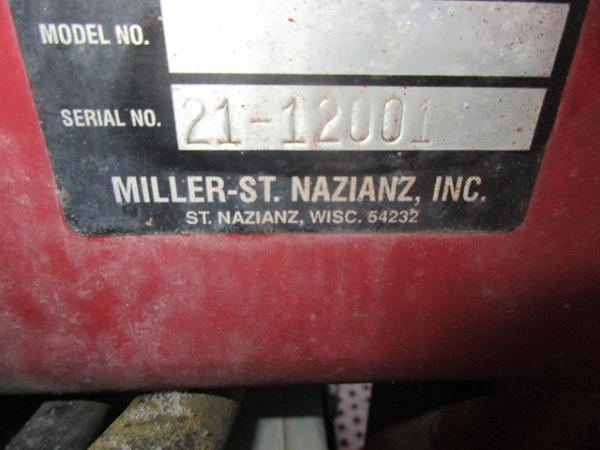 MODEL NO.
SERIAL NO. 21-12001
MILLER-ST. NAZIANZ, INC.
ST. NAZIANZ, WISC. 54232